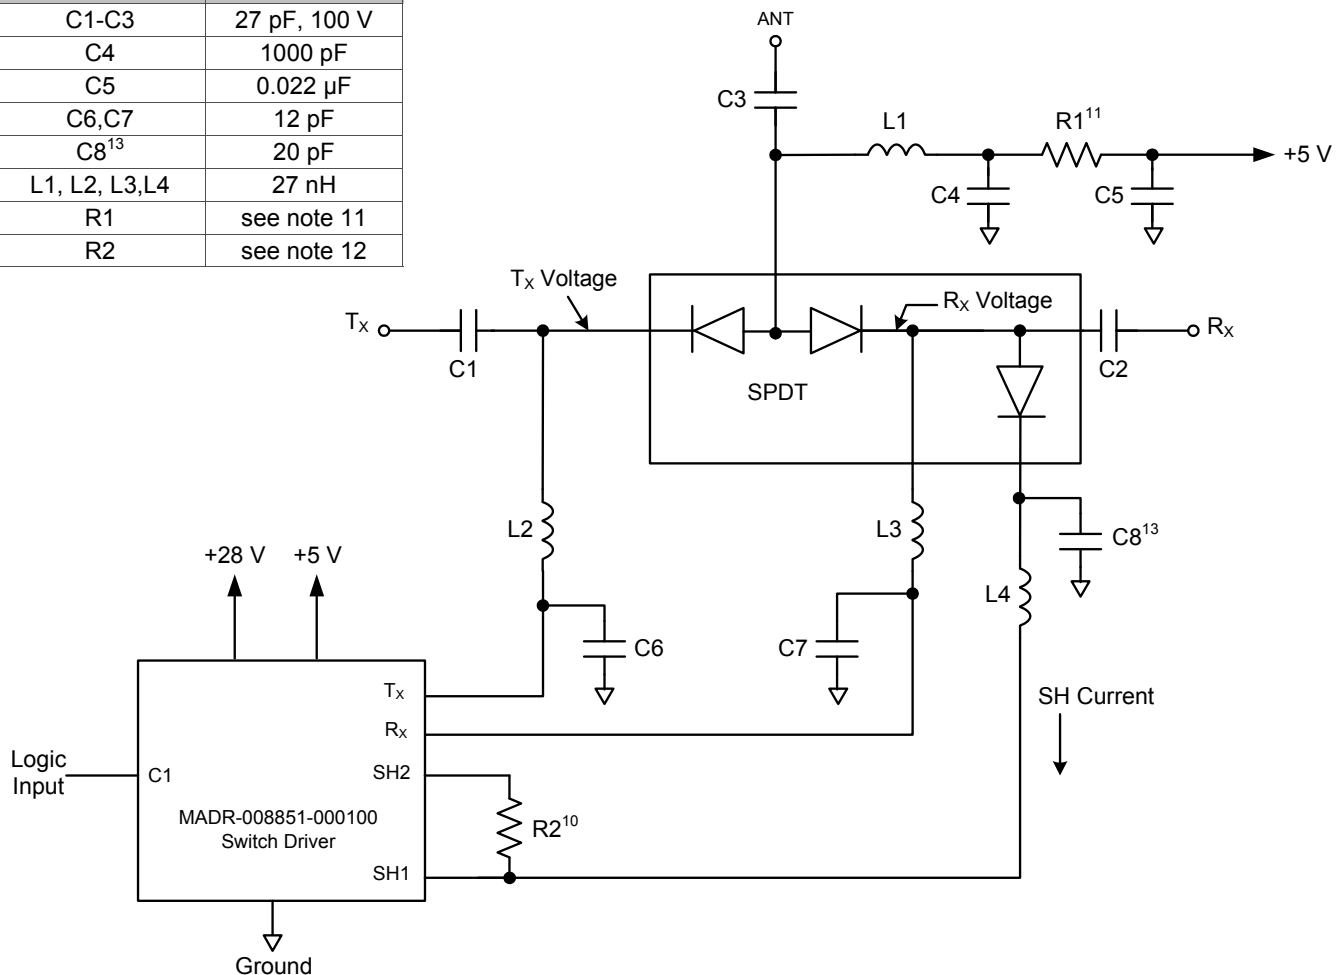 C1-C3 27 pF, 100 V
C4 1000 pF
C5 0.022 µF
C6,C7 12 pF
C8¹³ 20 pF
L1, L2, L3,L4 27 nH
R1 see note 11
R2 see note 12
ANT
C3
L1
R1¹¹
+5 V
C4
C5
TX Voltage
RX Voltage
TX
C1
SPDT
C2
RX
L2
L3
C8¹³
+28 V
+5 V
L4
C6
C7
TX
RX
SH Current
Logic
Input
C1
SH2
MADR-008851-000100
Switch Driver
R2¹⁰
SH1
Ground